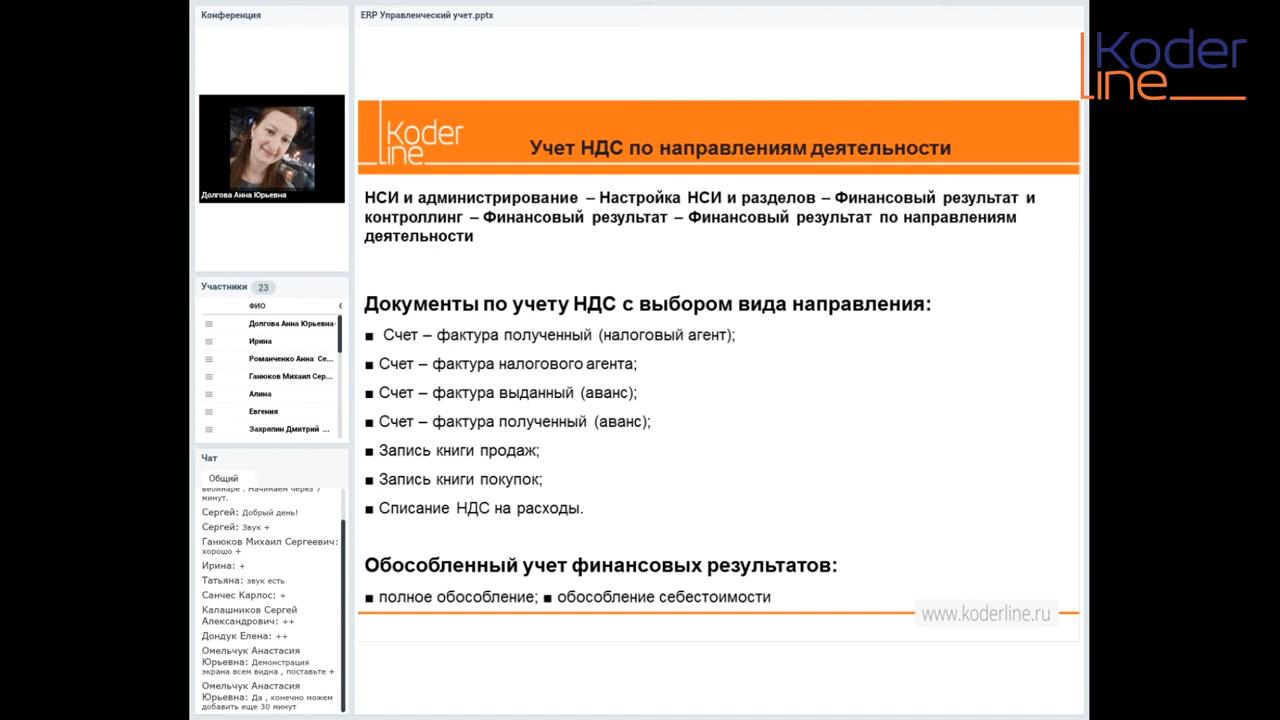 Конференция
Долгова Анна Юрьевна
Участники 23
ФИО
Долгова Анна Юрьевна
Ирина
Романченко Анна Се...
Ганюков Михаил Сер...
Алина
Евгения
Захряпин Дмитрий ...
Чат
Общий
вебинаре . Начинаем через 7
минут.
Сергей: Добрый день!
Сергей: Звук +
Ганюков Михаил Сергеевич:
хорошо +
Ирина: +
Татьяна: звук есть
Санчес Карлос: +
Калашников Сергей
Александрович: ++
Дондук Елена: ++
Омельчук Анастасия
Юрьевна: Демонстрация
экрана всем видна , поставьте +
Омельчук Анастасия
Юрьевна: Да , конечно можем
добавить еще 30 минут
ERP Управленческий учет.pptx
Koder
line
Koder
line
Учет НДС по направлениям деятельности
НСИ и администрирование – Настройка НСИ и разделов – Финансовый результат и
контроллинг – Финансовый результат – Финансовый результат по направлениям
деятельности
Документы по учету НДС с выбором вида направления:
■ Счет – фактура полученный (налоговый агент);
■ Счет – фактура налогового агента;
■ Счет – фактура выданный (аванс);
■ Счет – фактура полученный (аванс);
■ Запись книги продаж;
■ Запись книги покупок;
■ Списание НДС на расходы.
Обособленный учет финансовых результатов:
■ полное обособление; ■ обособление себестоимости
www.koderline.ru